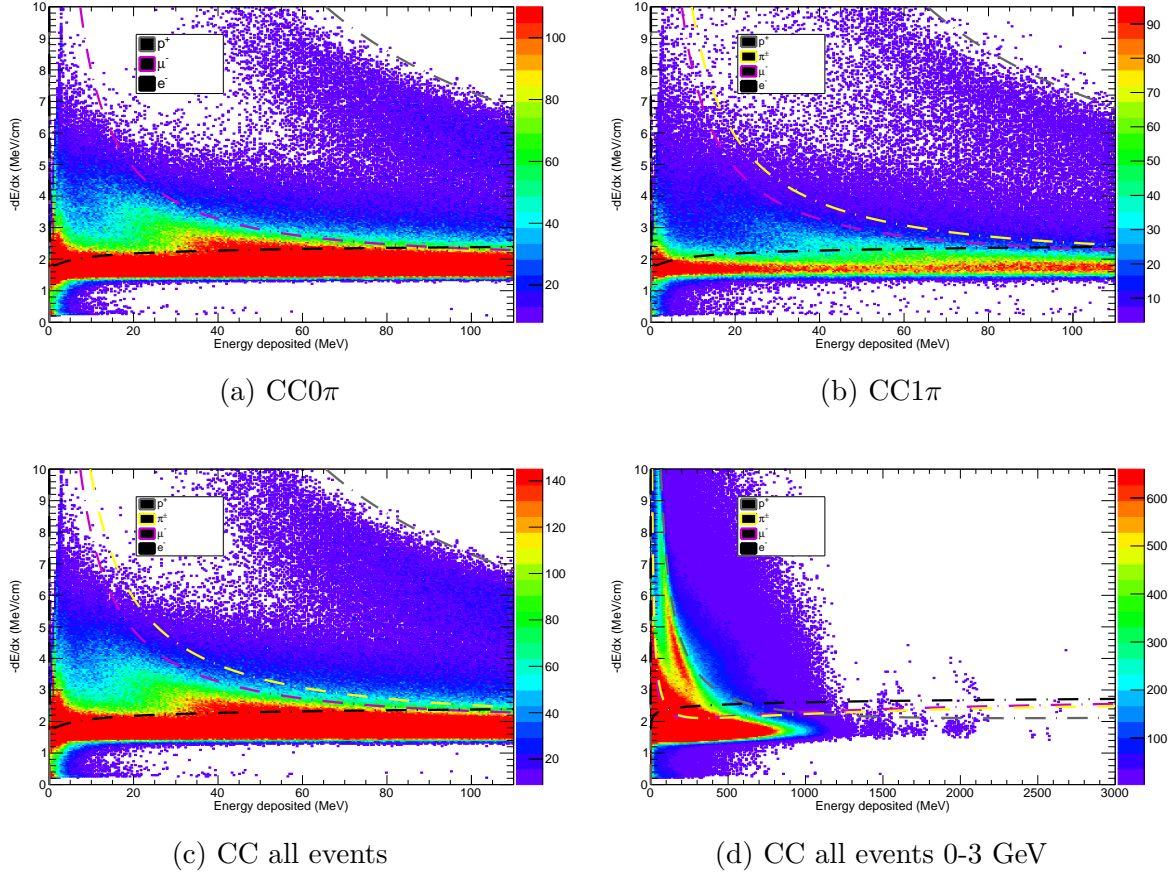 10
9
8
7
6
5
4
3
2
1
0
-dE/dx (MeV/cm)
p+
μ-
e-
0 20 40 60 80 100
Energy deposited (MeV)
100
80
60
40
20
(a) CC0π
10
9
8
7
6
5
4
3
2
1
0
-dE/dx (MeV/cm)
p+
π±
μ-
e-
0 20 40 60 80 100
Energy deposited (MeV)
90
80
70
60
50
40
30
20
10
(b) CC1π
10
9
8
7
6
5
4
3
2
1
0
-dE/dx (MeV/cm)
p+
π±
μ-
e-
0 20 40 60 80 100
Energy deposited (MeV)
140
120
100
80
60
40
20
(c) CC all events
10
9
8
7
6
5
4
3
2
1
0
-dE/dx (MeV/cm)
p+
π±
μ-
e-
0 500 1000 1500 2000 2500 3000
Energy deposited (MeV)
600
500
400
300
200
100
(d) CC all events 0-3 GeV